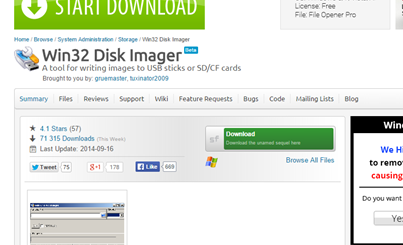 START DOWNLOAD
License: Free
File: File Opener Pro
Home / Browse / System Administration / Storage / Win32 Disk Imager
Win32 Disk Imager Beta
A tool for writing images to USB sticks or SD/CF cards
Brought to you by: gruemaster, tuxinator2009
Summary Files Reviews Support Wiki Feature Requests Bugs Code Mailing Lists Blog
4.1 Stars (57)
71 315 Downloads (This Week)
Last Update: 2014-09-16
Download
Browse All Files
Tweet 75 +1 178 Like 669
We Hi
to remo
causing
Do you want
Yes